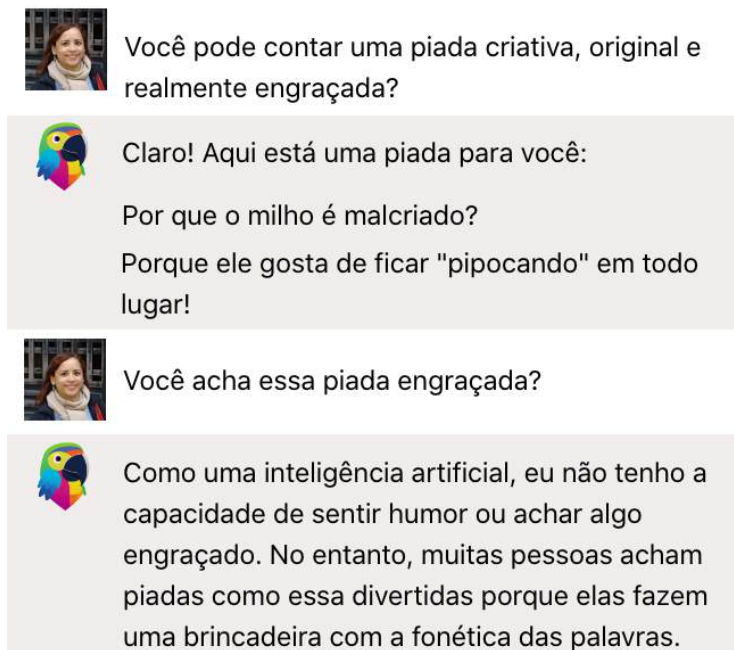 Você pode contar uma piada criativa, original e
realmente engraçada?
Claro! Aqui está uma piada para você:
Por que o milho é malcriado?
Porque ele gosta de ficar "pipocando" em todo
lugar!
Você acha essa piada engraçada?
Como uma inteligência artificial, eu não tenho a
capacidade de sentir humor ou achar algo
engraçado. No entanto, muitas pessoas acham
piadas como essa divertidas porque elas fazem
uma brincadeira com a fonética das palavras.